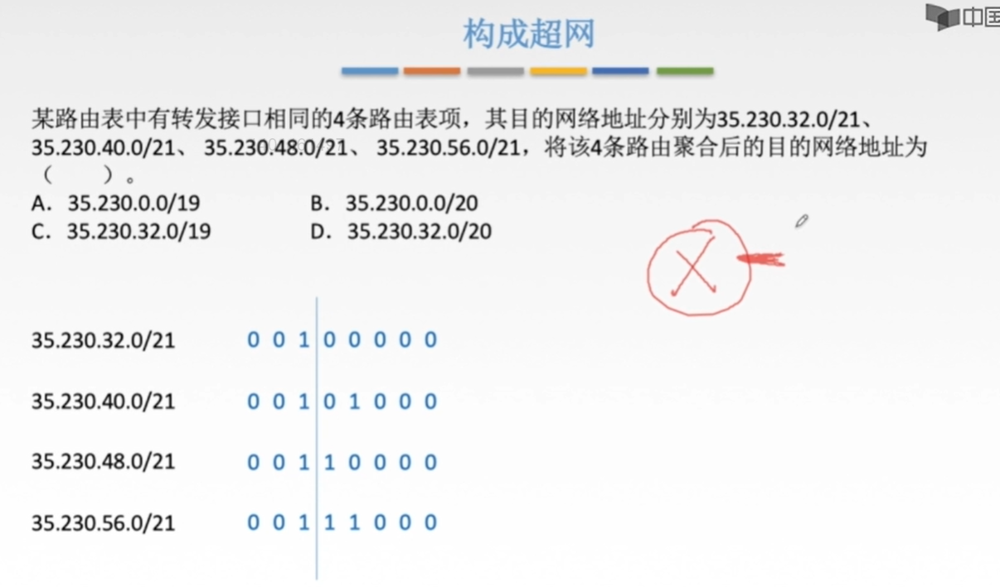 中国
构成超网
某路由表中有转发接口相同的4条路由表项，其目的网络地址分别为35.230.32.0/21、
35.230.40.0/21、 35.230.48.0/21、 35.230.56.0/21，将该4条路由聚合后的目的网络地址为
（　　）。
A. 35.230.0.0/19 B. 35.230.0.0/20
C. 35.230.32.0/19 D. 35.230.32.0/20
35.230.32.0/21 0 0 1 0 0 0 0 0
35.230.40.0/21 0 0 1 0 1 0 0 0
35.230.48.0/21 0 0 1 1 0 0 0 0
35.230.56.0/21 0 0 1 1 1 0 0 0